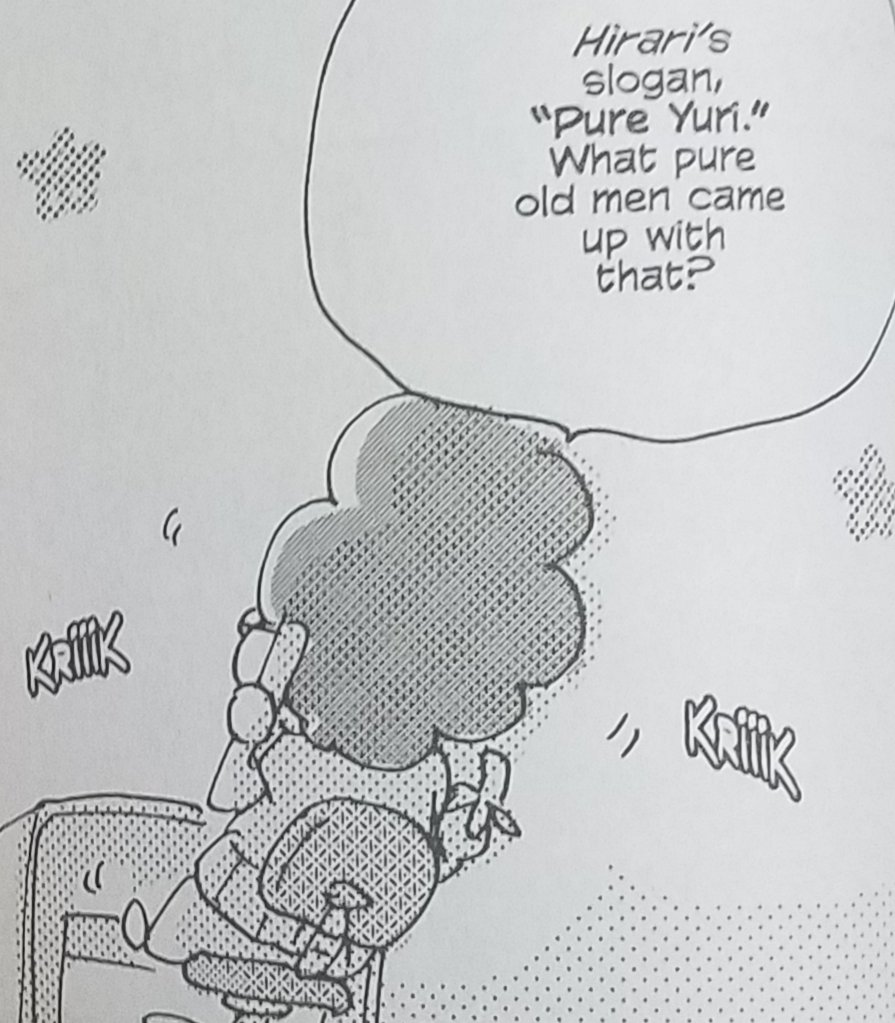 Hirari's
slogan,
"Pure Yuri."
What pure
old men came
up with
that?
KRiiiK
KRiiiK